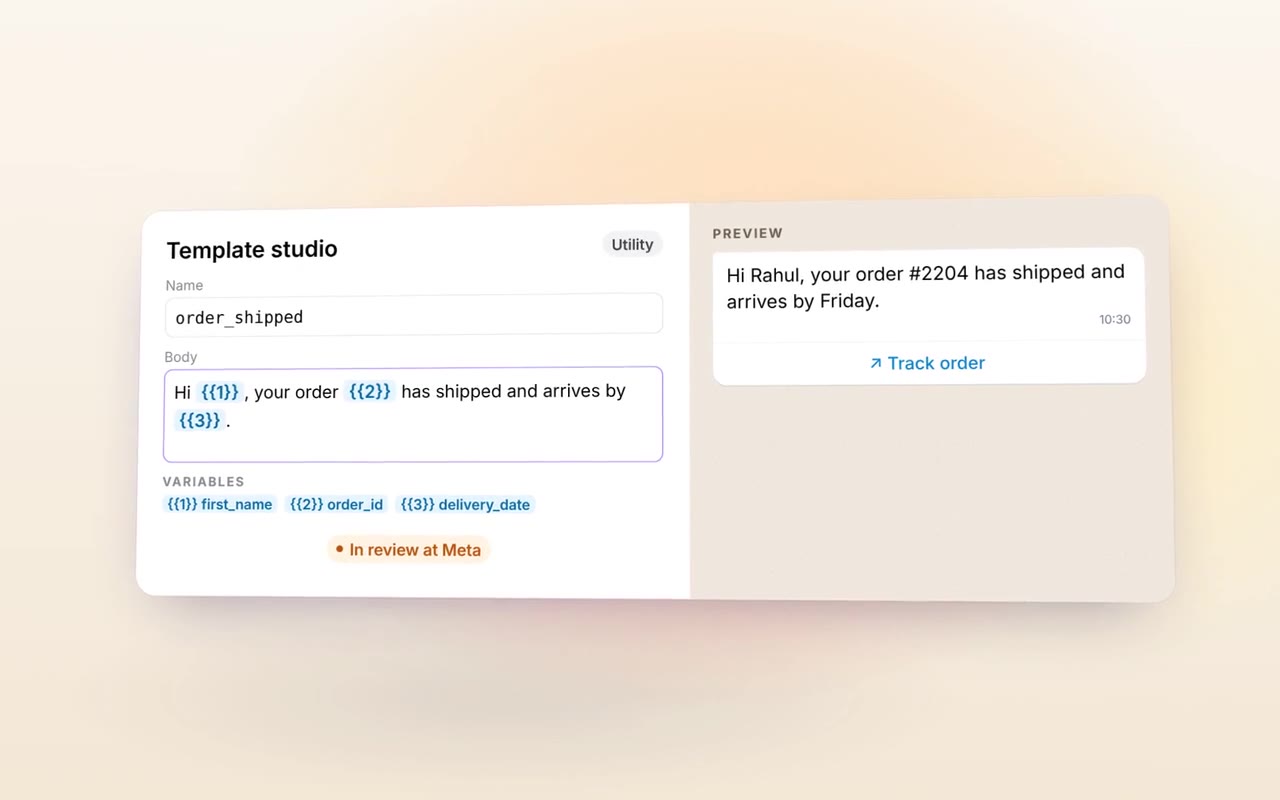 Template studio
Utility
Name
order_shipped
Body
Hi {{1}} , your order {{2}} has shipped and arrives by
{{3}} .
VARIABLES
{{1}} first_name {{2}} order_id {{3}} delivery_date
In review at Meta
PREVIEW
Hi Rahul, your order #2204 has shipped and
arrives by Friday.
10:30
Track order